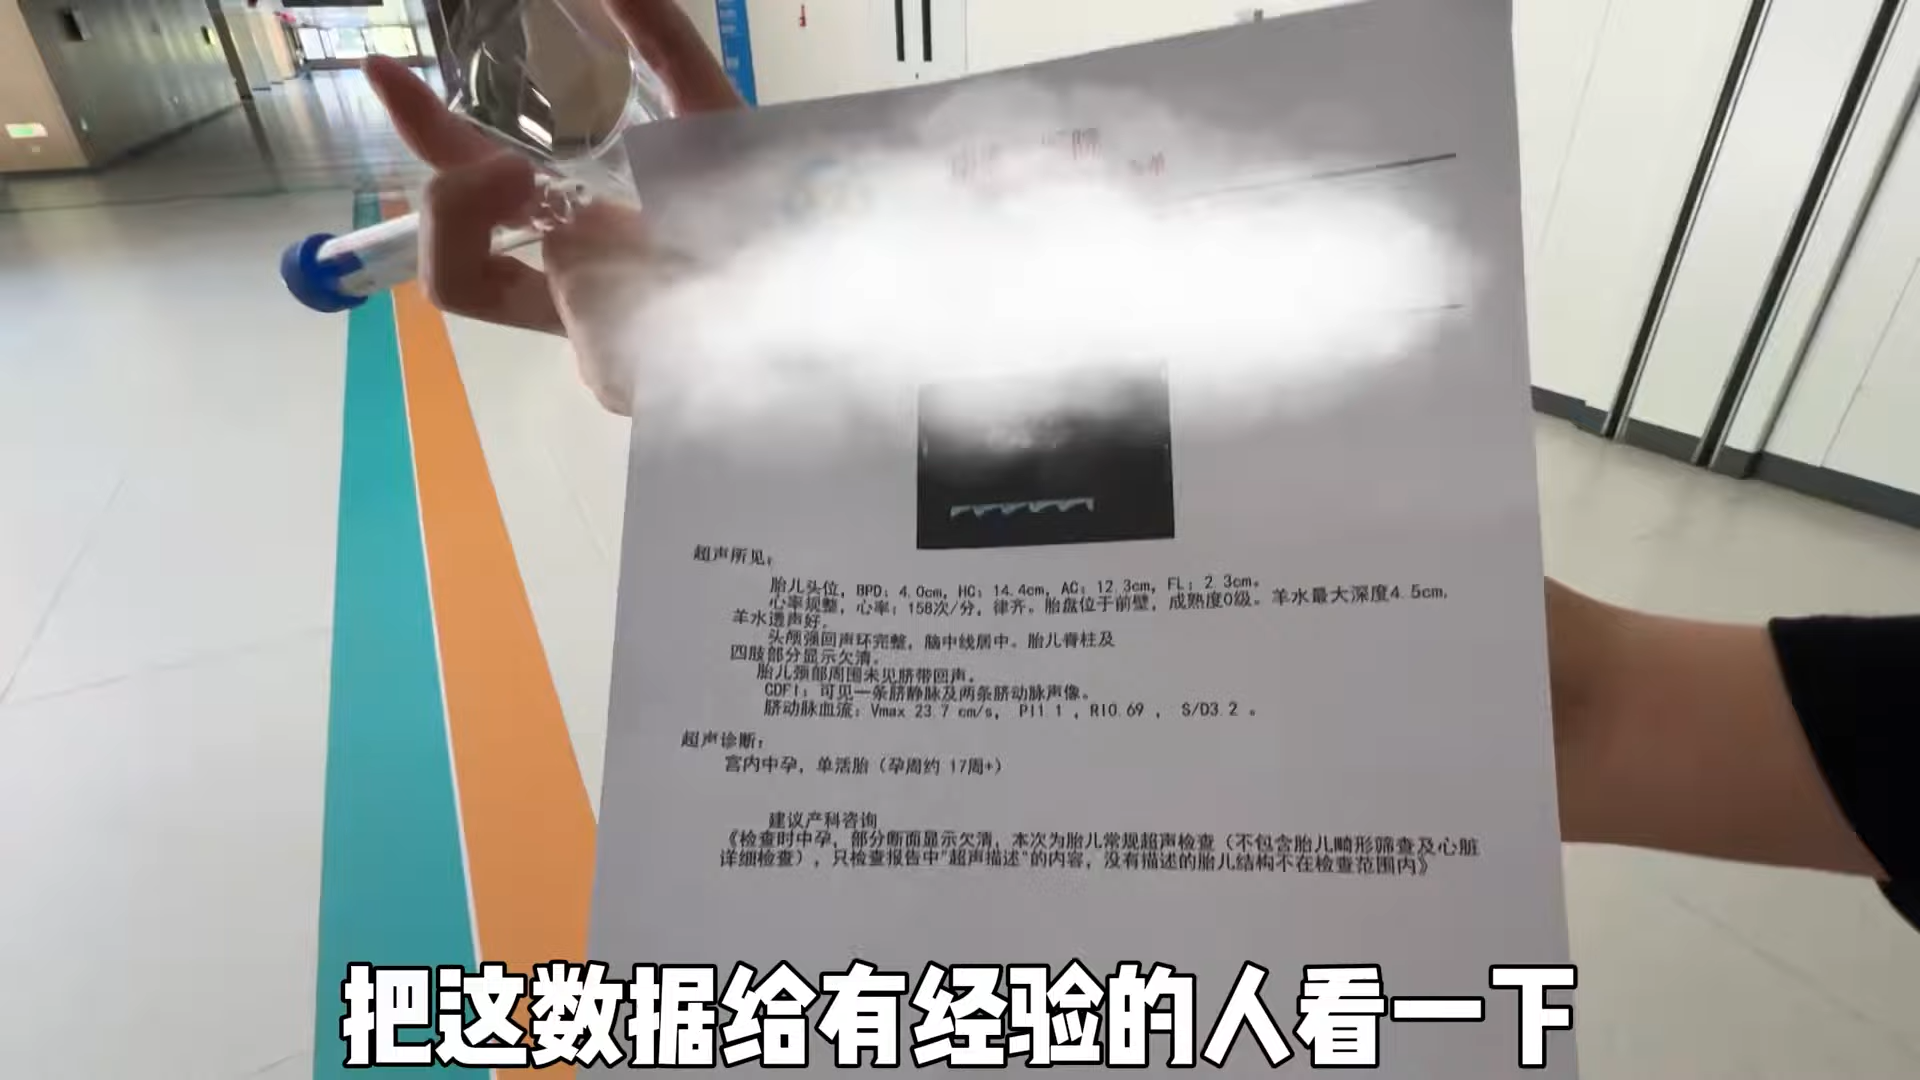 超声所见:
胎儿头位，BPD: 4.0cm, HC: 14.4cm, AC: 12.3cm, FL: 2.3cm。
心率规整，心率：158次/分，律齐。胎盘位于前壁，成熟度0级。羊水最大深度4.5cm,
羊水透声好。
头颅强回声环完整，脑中线居中。胎儿脊柱及
四肢部分显示欠清。
胎儿颈部周围未见脐带回声。
CDFI：可见一条脐静脉及两条脐动脉声像。
脐动脉血流：Vmax 23.7 cm/s， PI1.1 ，RI0.69 ， S/D3.2 。
超声诊断:
宫内中孕，单活胎（孕周约 17周+）
建议产科咨询
《检查时中孕，部分断面显示欠清，本次为胎儿常规超声检查（不包含胎儿畸形筛查及心脏
详细检查），只检查报告中"超声描述"的内容，没有描述的胎儿结构不在检查范围内》
把这数据给有经验的人看一下